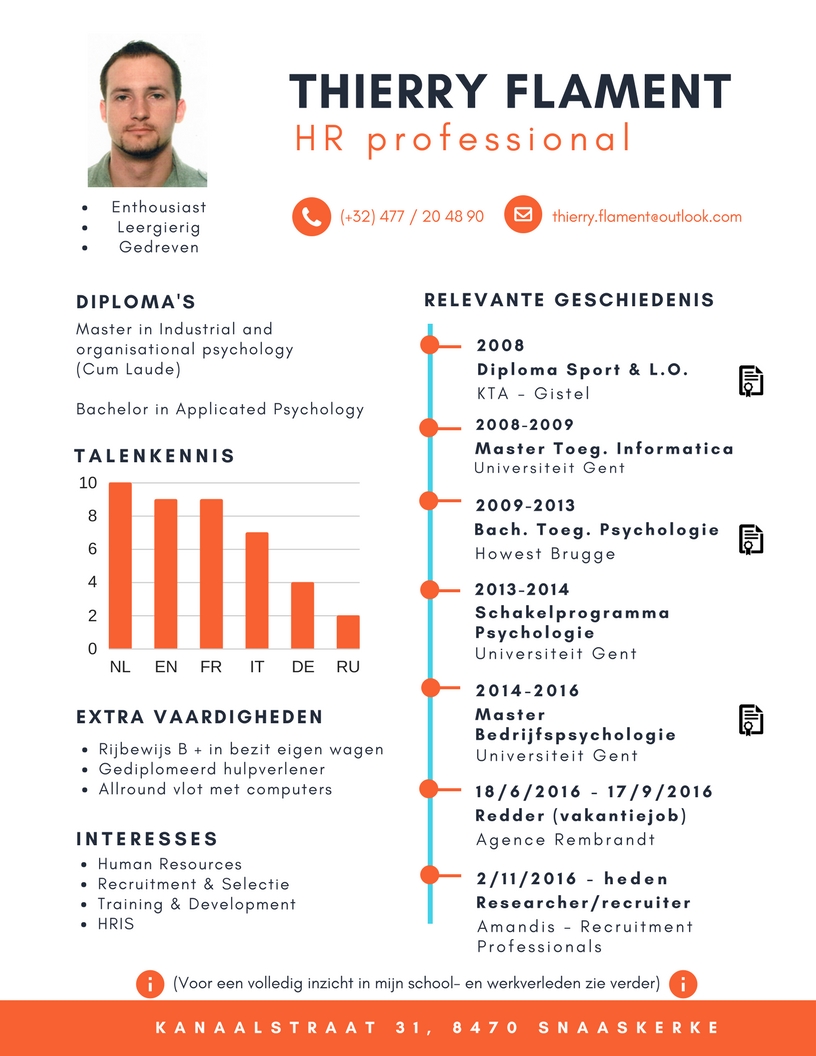 THIERRY FLAMENT
HR professional
• Enthousiast
• Leergierig
• Gedreven
(+32) 477 / 20 48 90
thierry.flament@outlook.com
DIPLOMA'S
Master in Industrial and
organisational psychology
(Cum Laude)
Bachelor in Applicated Psychology
TALENKENNIS
10
8
6
4
2
0
NL EN FR IT DE RU
EXTRA VAARDIGHEDEN
• Rijbewijs B + in bezit eigen wagen
• Gediplomeerd hulpverlener
• Allround vlot met computers
INTERESSES
• Human Resources
• Recruitment & Selectie
• Training & Development
• HRIS
RELEVANTE GESCHIEDENIS
2008
Diploma Sport & L.O.
KTA - Gistel
2008-2009
Master Toeg. Informatica
Universiteit Gent
2009-2013
Bach. Toeg. Psychologie
Howest Brugge
2013-2014
Schakelprogramma
Psychologie
Universiteit Gent
2014-2016
Master
Bedrijfspsychologie
Universiteit Gent
18/6/2016 - 17/9/2016
Redder (vakantiejob)
Agence Rembrandt
2/11/2016 - heden
Researcher/recruiter
Amandis - Recruitment
Professionals
(Voor een volledig inzicht in mijn school- en werkverleden zie verder)
KANAALSTRAAT 31, 8470 SNAASKERKE